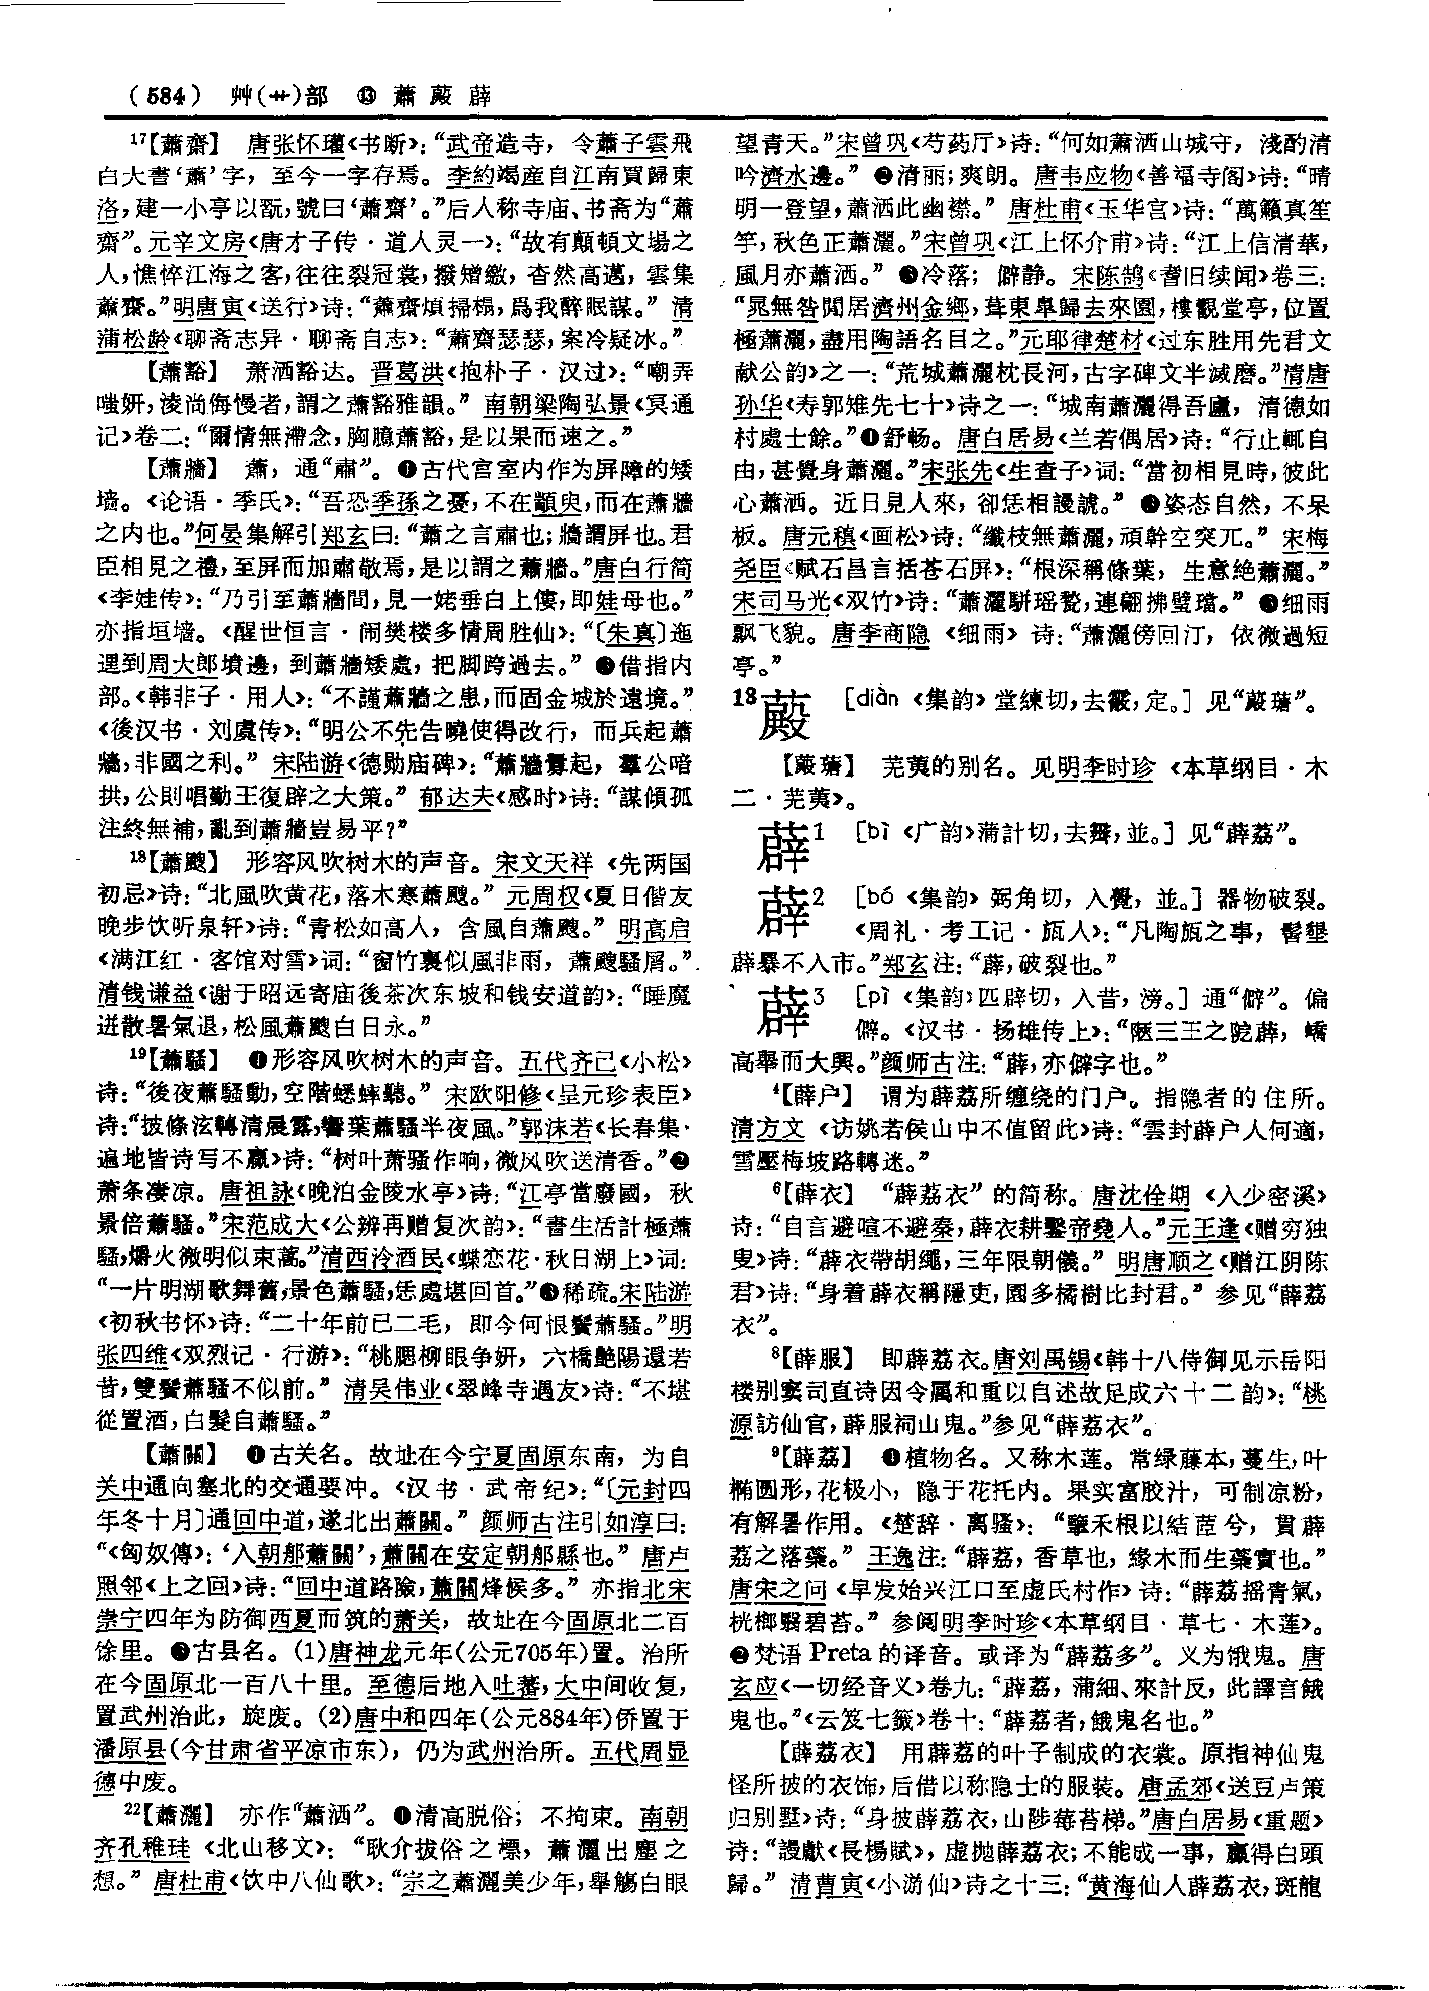 (584) 艸(艹)部 ⓭ 蕭 蕿 薜
17【蕭齋】 唐张怀瓘《书断》：“武帝造寺，令蕭子雲飛
白大書‘蕭’字，至今一字存焉。李約竭産自江南買歸東
洛，建一小亭以翫，號曰‘蕭齋’。”后人称寺庙、书斋为“蕭
齋”。元辛文房《唐才子传·道人灵一》：“故有顛頓文場之
人，憔悴江海之客，往往裂冠裳，撥矰繳，杳然高邁，雲集
蕭齋。”明唐寅《送行》诗：“蕭齋煩掃榻，爲我醉眠謀。” 清
蒲松龄《聊斋志异·聊斋自志》：“蕭齋瑟瑟，案冷疑冰。”
【蕭豁】 萧洒豁达。晋葛洪《抱朴子·汉过》：“嘲弄
嗤妍，淩尚侮慢者，謂之蕭豁雅韻。” 南朝梁陶弘景《冥通
记》卷二：“爾情無滯念，胸臆蕭豁，是以果而速之。”
【蕭牆】 蕭，通“肅”。❶古代宫室内作为屏障的矮
墙。《论语·季氏》：“吾恐季孫之憂，不在顓臾，而在蕭牆
之内也。”何晏集解引郑玄曰：“蕭之言肅也；牆謂屏也。君
臣相見之禮，至屏而加肅敬焉，是以謂之蕭牆。”唐白行简
《李娃传》：“乃引至蕭牆間，見一姥垂白上僂，即娃母也。”
亦指垣墙。《醒世恒言·闹樊楼多情周胜仙》：“〔朱真〕迤
邐到周大郎墳邊，到蕭牆矮處，把脚跨過去。” ❷借指内
部。《韩非子·用人》：“不謹蕭牆之患，而固金城於遠境。”
《後汉书·刘虞传》：“明公不先告曉使得改行，而兵起蕭
牆，非國之利。” 宋陆游《德勋庙碑》：“蕭牆釁起，羣公喑
拱，公則唱勤王復辟之大策。” 郁达夫《感时》诗：“謀傾孤
注終無補，亂到蕭牆豈易平？”
18【蕭颼】 形容风吹树木的声音。宋文天祥《先两国
初忌》诗：“北風吹黄花，落木寒蕭颼。” 元周权《夏日偕友
晚步饮听泉轩》诗：“青松如高人，含風自蕭颼。” 明高启
《满江红·客馆对雪》词：“窗竹裏似風非雨，蕭颼騷屑。”
清钱谦益《谢于昭远寄庙後茶次东坡和钱安道韵》：“睡魔
迸散暑氣退，松風蕭颼白日永。”
19【蕭騷】 ❶形容风吹树木的声音。五代齐己《小松》
诗：“後夜蕭騷動，空階蟋蟀聽。” 宋欧阳修《呈元珍表臣》
诗：“披條泫轉清晨露，響葉蕭騷半夜風。”郭沫若《长春集·
遍地皆诗写不赢》诗：“树叶萧骚作响，微风吹送清香。”❷
萧条凄凉。唐祖詠《晚泊金陵水亭》诗：“江亭當廢國，秋
景倍蕭騷。”宋范成大《公辨再赠复次韵》：“書生活計極蕭
騷，爝火微明似束蒿。”清西泠酒民《蝶恋花·秋日湖上》词：
“一片明湖歌舞舊，景色蕭騷，恁處堪回首。”❸稀疏。宋陆游
《初秋书怀》诗：“二十年前已二毛，即今何恨鬢蕭騷。”明
张四维《双烈记·行游》：“桃腮柳眼争妍，六橋艶陽還若
昔，雙鬢蕭騷不似前。” 清吴伟业《翠峰寺遇友》诗：“不堪
從置酒，白髮自蕭騷。”
【蕭關】 ❶古关名。故址在今宁夏固原东南，为自
关中通向塞北的交通要冲。《汉书·武帝纪》：“〔元封四
年冬十月〕通回中道，遂北出蕭關。” 颜师古注引如淳曰：
“《匈奴傳》：‘入朝䢴蕭關’，蕭關在安定朝䢴縣也。” 唐卢
照邻《上之回》诗：“回中道路險，蕭關烽候多。” 亦指北宋
崇宁四年为防御西夏而筑的萧关，故址在今固原北二百
馀里。❷古县名。(1)唐神龙元年(公元705年)置。治所
在今固原北一百八十里。至德后地入吐蕃，大中间收复，
置武州治此，旋废。(2)唐中和四年(公元884年)侨置于
潘原县(今甘肃省平凉市东)，仍为武州治所。五代周显
德中废。
22【蕭灑】 亦作“蕭洒”。❶清高脱俗；不拘束。南朝
齐孔稚珪《北山移文》：“耿介拔俗之標，蕭灑出塵之
想。” 唐杜甫《饮中八仙歌》：“宗之蕭灑美少年，舉觴白眼
望青天。”宋曾巩《芍药厅》诗：“何如蕭洒山城守，淺酌清
吟濟水邊。” ❷清丽；爽朗。唐韦应物《善福寺阁》诗：“晴
明一登望，蕭洒此幽襟。” 唐杜甫《玉华宫》诗：“萬籟真笙
竽，秋色正蕭灑。”宋曾巩《江上怀介甫》诗：“江上信清華，
風月亦蕭洒。” ❸冷落；僻静。宋陈鹄《耆旧续闻》卷三：
“晁無咎閒居濟州金鄉，葺東臯歸去來園，樓觀堂亭，位置
極蕭灑，盡用陶語名目之。”元耶律楚材《过东胜用先君文
献公韵》之一：“荒城蕭灑枕長河，古字碑文半滅磨。”清唐
孙华《寿郭雉先七十》诗之一：“城南蕭灑得吾廬，清德如
村處士餘。”❹舒畅。唐白居易《兰若偶居》诗：“行止輒自
由，甚覺身蕭灑。”宋张先《生查子》词：“當初相見時，彼此
心蕭洒。近日見人來，卻恁相謾諕。” ❺姿态自然，不呆
板。唐元稹《画松》诗：“纖枝無蕭灑，頑幹空突兀。” 宋梅
尧臣《赋石昌言括苍石屏》：“根深稱條葉，生意绝蕭灑。”
宋司马光《双竹》诗：“蕭灑駢瑶甃，連翩拂璧璫。” ❻细雨
飘飞貌。唐李商隐《细雨》诗：“蕭灑傍回汀，依微過短
亭。”
13蕿 [diàn《集韵》堂練切，去霰，定。] 见“蕿䕋”。
【蕿䕋】 芜荑的别名。见明李时珍《本草纲目·木
二·芜荑》。
薜1 [bì《广韵》蒲計切，去霽，並。] 见“薜荔”。
薜2 [bó《集韵》弼角切，入覺，並。] 器物破裂。
《周礼·考工记·瓬人》：“凡陶瓬之事，髻墾
薜暴不入市。”郑玄注：“薜，破裂也。”
薜3 [pì《集韵》匹辟切，入昔，滂。] 通“僻”。偏
僻。《汉书·扬雄传上》：“陿三王之阸薜，嶠
高舉而大興。”颜师古注：“薜，亦僻字也。”
4【薜户】 谓为薜荔所缠绕的门户。指隐者的住所。
清方文《访姚若侯山中不值留此》诗：“雲封薜户人何適，
雪壓梅坡路轉迷。”
6【薜衣】 “薜荔衣”的简称。唐沈佺期《入少密溪》
诗：“自言避喧不避秦，薜衣耕鑿帝堯人。”元王逢《赠穷独
叟》诗：“薜衣帶胡繩，三年限朝儀。” 明唐顺之《赠江阴陈
君》诗：“身着薜衣稱隱吏，園多橘樹比封君。” 参见“薜荔
衣”。
8【薜服】 即薜荔衣。唐刘禹锡《韩十八侍御见示岳阳
楼别窦司直诗因令属和重以自述故足成六十二韵》：“桃
源訪仙官，薜服祠山鬼。”参见“薜荔衣”。
9【薜荔】 ❶植物名。又称木莲。常绿藤本，蔓生，叶
椭圆形，花极小，隐于花托内。果实富胶汁，可制凉粉，
有解暑作用。《楚辞·离骚》：“擥木根以結茝兮，貫薜
荔之落蘂。” 王逸注：“薜荔，香草也，緣木而生蘂實也。”
唐宋之问《早发始兴江口至虚氏村作》诗：“薜荔摇青氣，
桄榔翳碧苔。” 参阅明李时珍《本草纲目·草七·木莲》。
❷梵语 Preta 的译音。或译为“薜荔多”。义为饿鬼。唐
玄应《一切经音义》卷九：“薜荔，蒲細、來計反，此譯言餓
鬼也。”《云笈七籤》卷十：“薜荔者，餓鬼名也。”
【薜荔衣】 用薜荔的叶子制成的衣裳。原指神仙鬼
怪所披的衣饰，后借以称隐士的服装。唐孟郊《送豆卢策
归别墅》诗：“身披薜荔衣，山陟莓苔梯。”唐白居易《重题》
诗：“謾獻《長楊賦》，虚抛薜荔衣；不能成一事，贏得白頭
歸。” 清曹寅《小游仙》诗之十三：“黄海仙人薜荔衣，斑龍